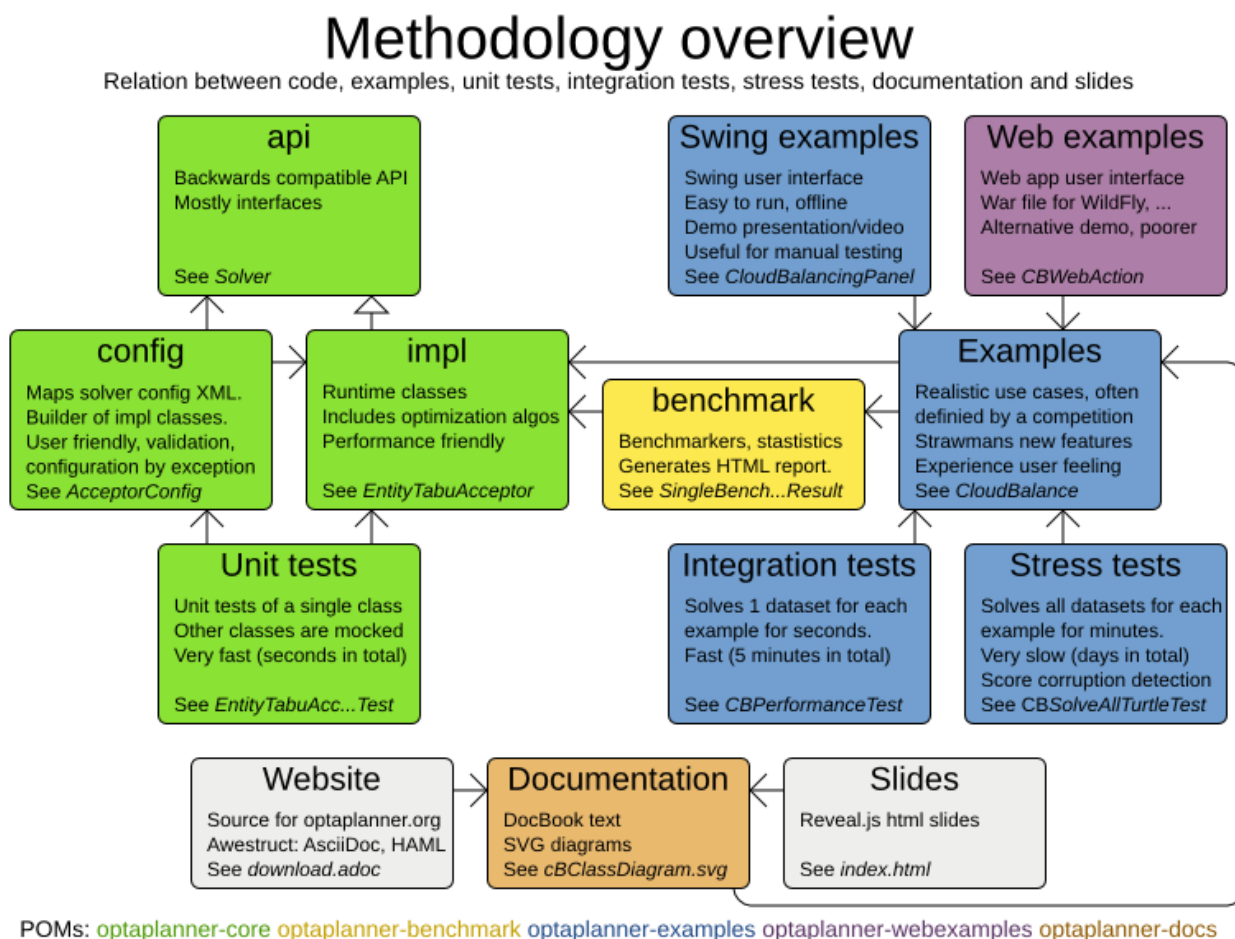 Methodology overview
Relation between code, examples, unit tests, integration tests, stress tests, documentation and slides
api
Backwards compatible API
Mostly interfaces
See Solver
Swing examples
Swing user interface
Easy to run, offline
Demo presentation/video
Useful for manual testing
See CloudBalancingPanel
Web examples
Web app user interface
War file for WildFly, ...
Alternative demo, poorer
See CBWebAction
config
Maps solver config XML.
Builder of impl classes.
User friendly, validation,
configuration by exception
See AcceptorConfig
impl
Runtime classes
Includes optimization algos
Performance friendly
See EntityTabuAcceptor
benchmark
Benchmarkers, stastistics
Generates HTML report.
See SingleBench...Result
Examples
Realistic use cases, often
definied by a competition
Strawmans new features
Experience user feeling
See CloudBalance
Unit tests
Unit tests of a single class
Other classes are mocked
Very fast (seconds in total)
See EntityTabuAcc...Test
Integration tests
Solves 1 dataset for each
example for seconds.
Fast (5 minutes in total)
See CBPerformanceTest
Stress tests
Solves all datasets for each
example for minutes.
Very slow (days in total)
Score corruption detection
See CBSolveAllTurtleTest
Website
Source for optaplanner.org
Awestruct: AsciiDoc, HAML
See download.adoc
Documentation
DocBook text
SVG diagrams
See cBClassDiagram.svg
Slides
Reveal.js html slides
See index.html
POMs: optaplanner-core optaplanner-benchmark optaplanner-examples optaplanner-webexamples optaplanner-docs